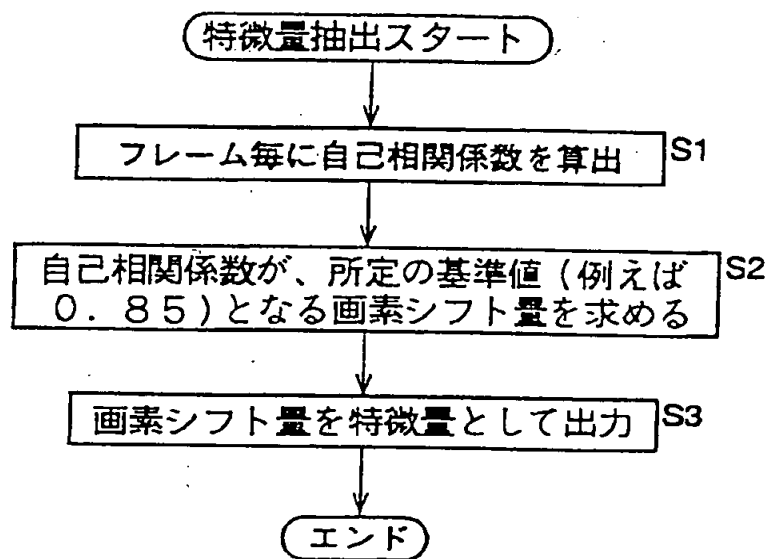 特徴量抽出スタート
フレーム毎に自己相関係数を算出
S1
自己相関係数が、所定の基準値(例えば
0.85)となる画素シフト量を求める
S2
画素シフト量を特徴量として出力
S3
エンド